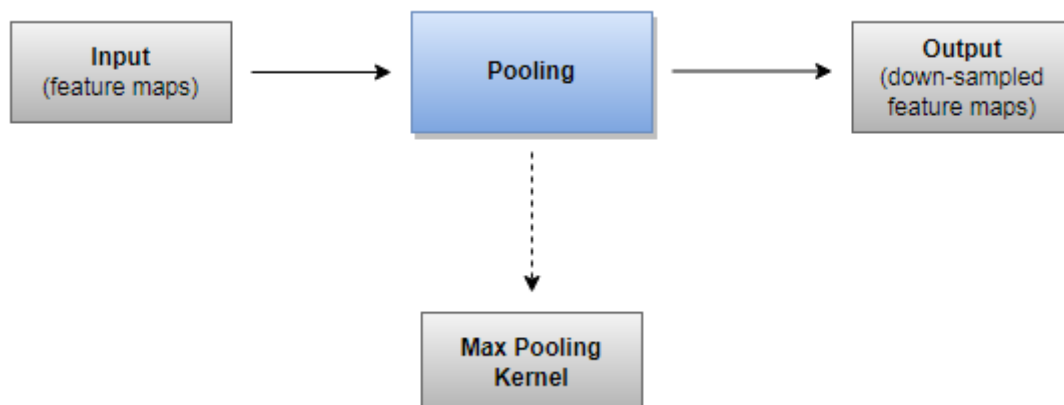 Input
(feature maps)
Pooling
Output
(down-sampled
feature maps)
Max Pooling
Kernel